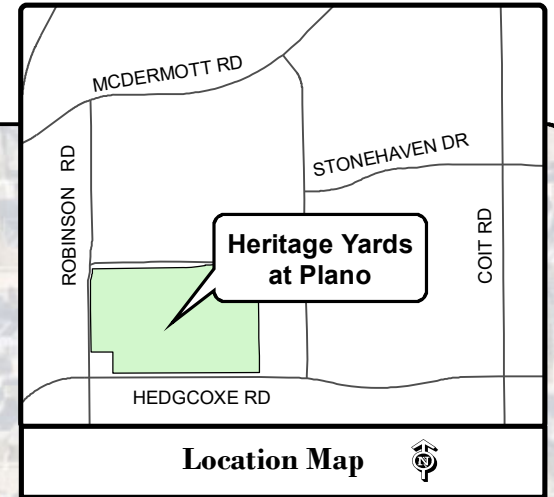 MCDERMOTT RD
ROBINSON RD
STONEHAVEN DR
COIT RD
Heritage Yards
at Plano
HEDGCOXE RD
Location Map
N